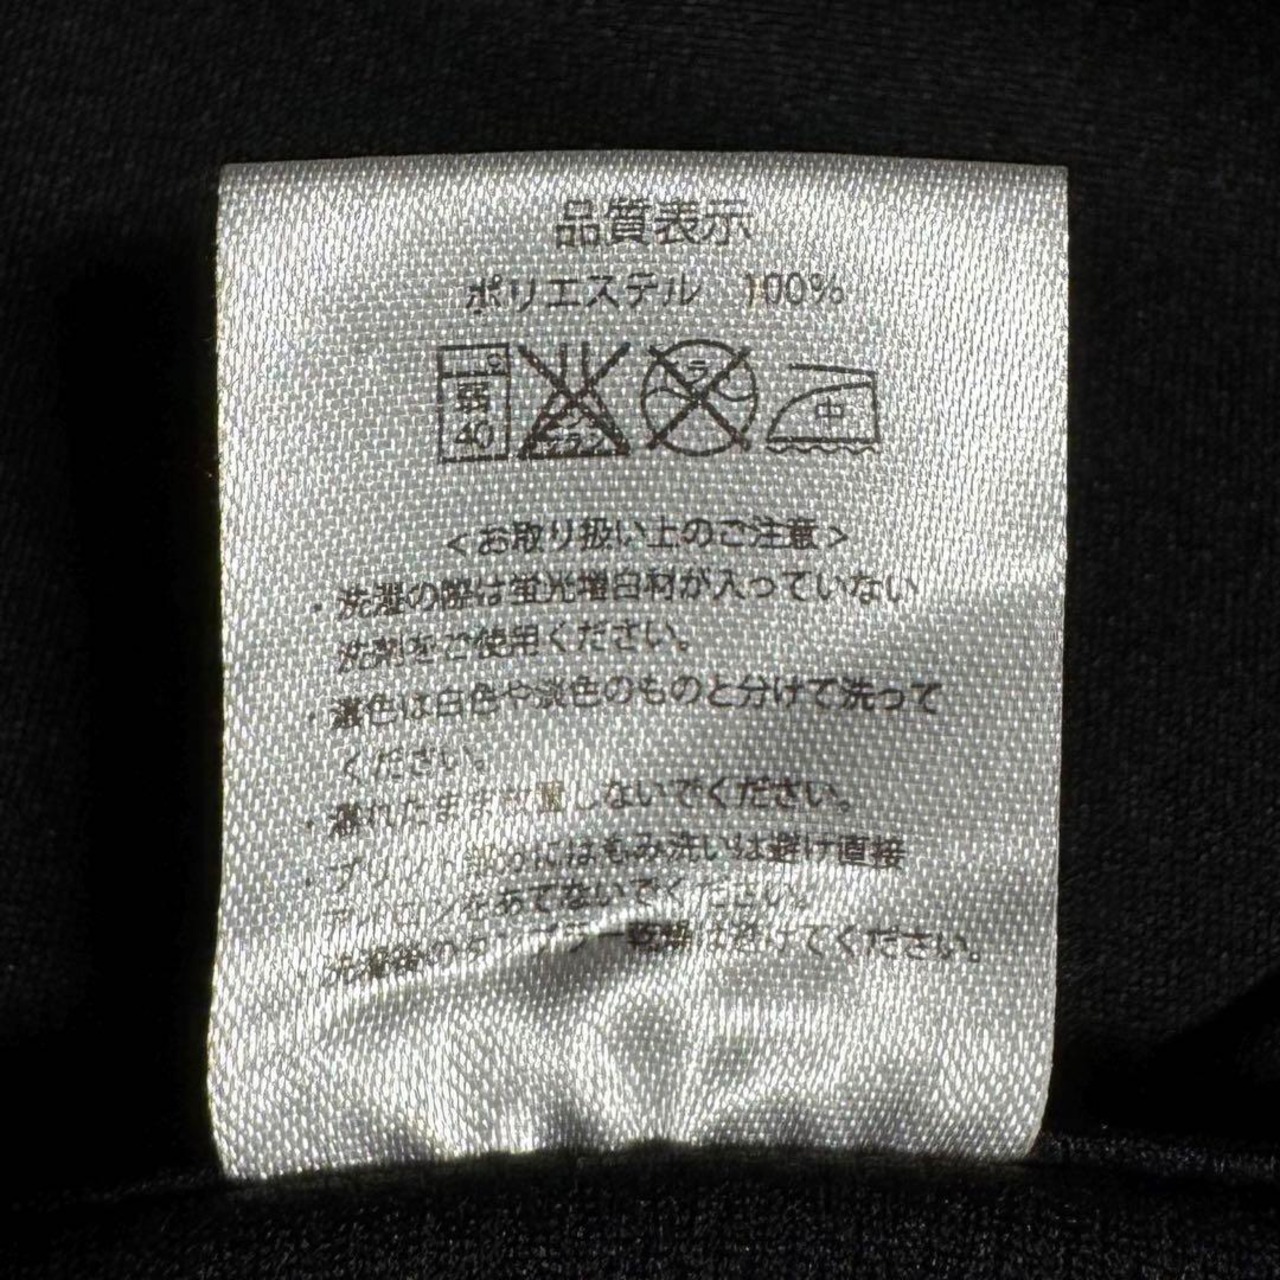 品質表示
ポリエステル 100%
弱
40
エンソ
サラシ
中
<お取り扱い上のご注意>
・洗濯の際は蛍光増白材が入っていない
洗剤をご使用ください。
・濃色は白色や淡色のものと分けて洗って
ください。
・濡れたまま放置しないでください。
・プリント部分にはもみ洗いは避け直接
アイロンをあてないでください。
・洗濯後のタンブラー乾燥は避けてください。